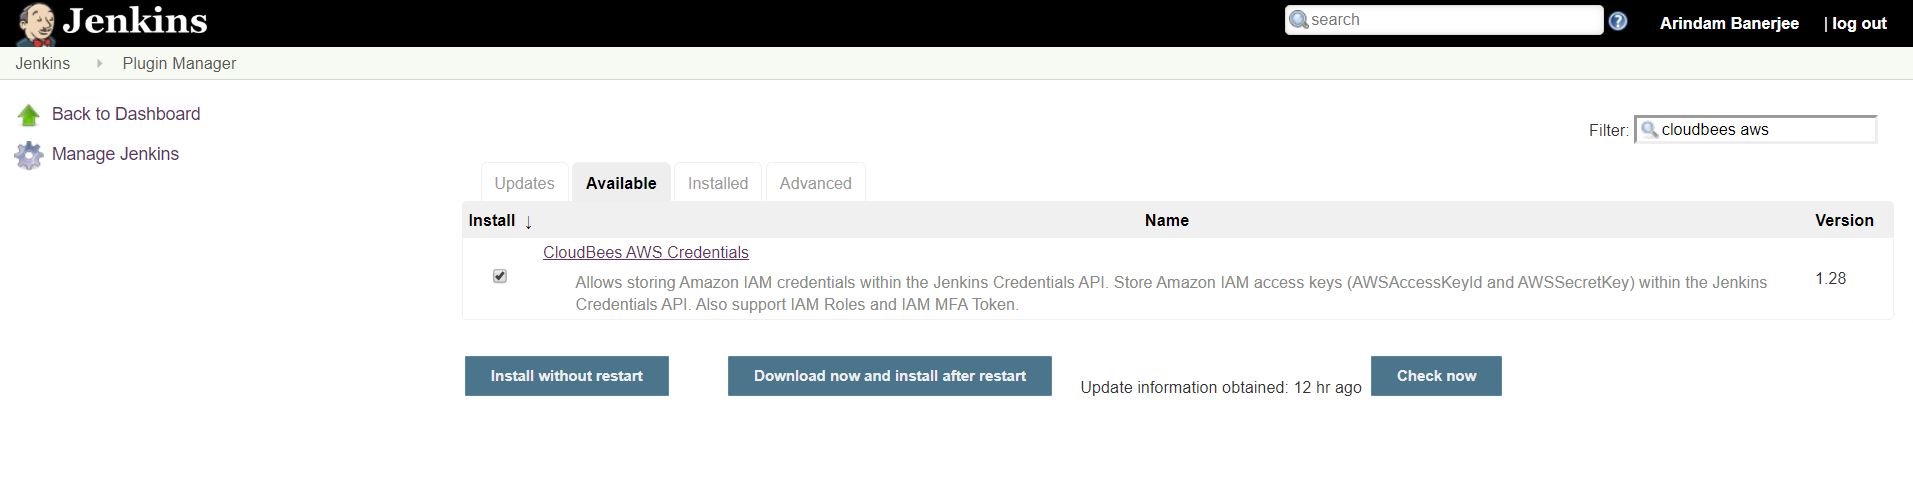 Jenkins
search
Arindam Banerjee
| log out
Jenkins
Plugin Manager
Back to Dashboard
Manage Jenkins
Filter: cloudbees aws
Updates
Available
Installed
Advanced
Install ↓
Name
Version
CloudBees AWS Credentials
Allows storing Amazon IAM credentials within the Jenkins Credentials API. Store Amazon IAM access keys (AWSAccessKeyId and AWSSecretKey) within the Jenkins
Credentials API. Also support IAM Roles and IAM MFA Token.
1.28
Install without restart
Download now and install after restart
Update information obtained: 12 hr ago
Check now